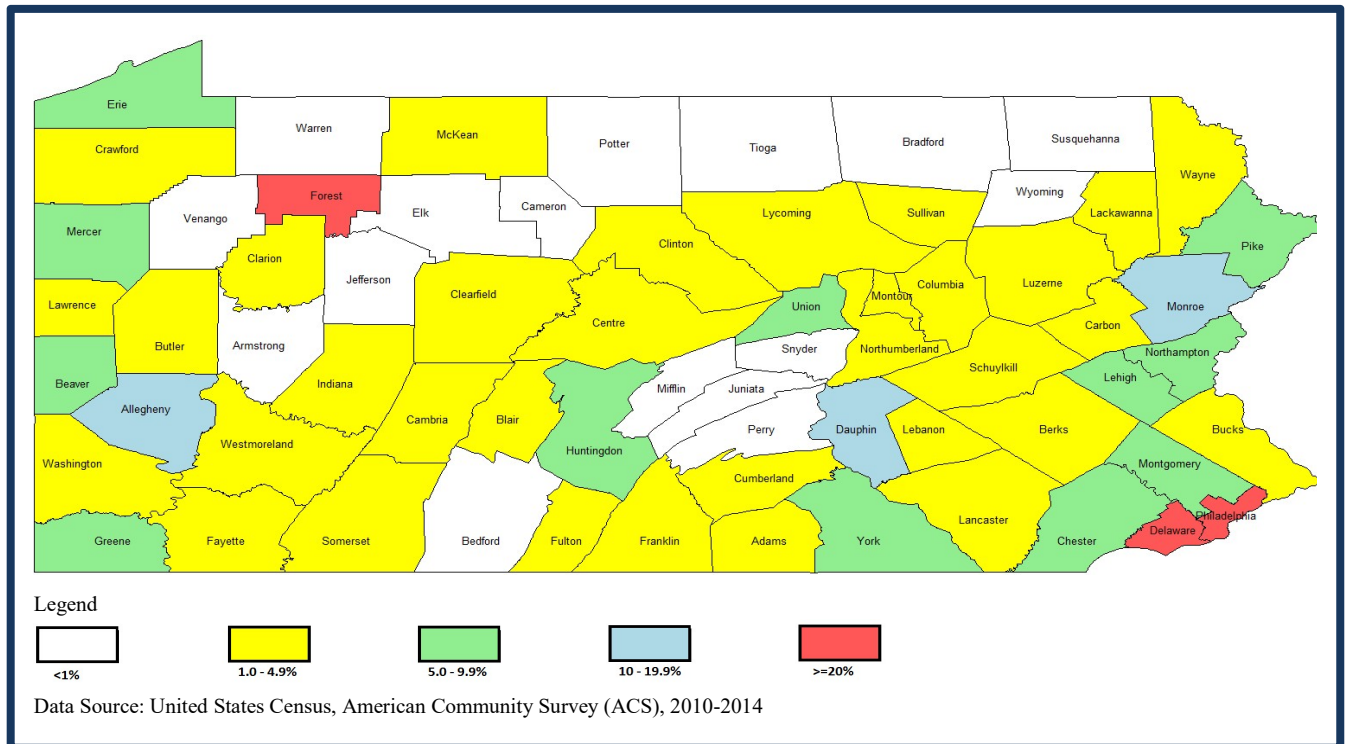 Erie
Warren
McKean
Potter
Tioga
Bradford
Susquehanna
Crawford
Wayne
Forest
Wyoming
Venango
Elk
Cameron
Lycoming
Sullivan
Lackawanna
Mercer
Clinton
Pike
Clarion
Jefferson
Clearfield
Columbia
Luzerne
Lawrence
Union
Montour
Monroe
Centre
Carbon
Butler
Armstrong
Snyder
Northumberland
Northampton
Beaver
Indiana
Mifflin
Juniata
Schuylkill
Lehigh
Allegheny
Cambria
Blair
Perry
Dauphin
Lebanon
Berks
Bucks
Westmoreland
Huntingdon
Washington
Cumberland
Montgomery
Philadelphia
Lancaster
Delaware
Greene
Fayette
Somerset
Bedford
Fulton
Franklin
Adams
York
Chester
Legend
<1%
1.0 - 4.9%
5.0 - 9.9%
10 - 19.9%
>=20%
Data Source: United States Census, American Community Survey (ACS), 2010-2014